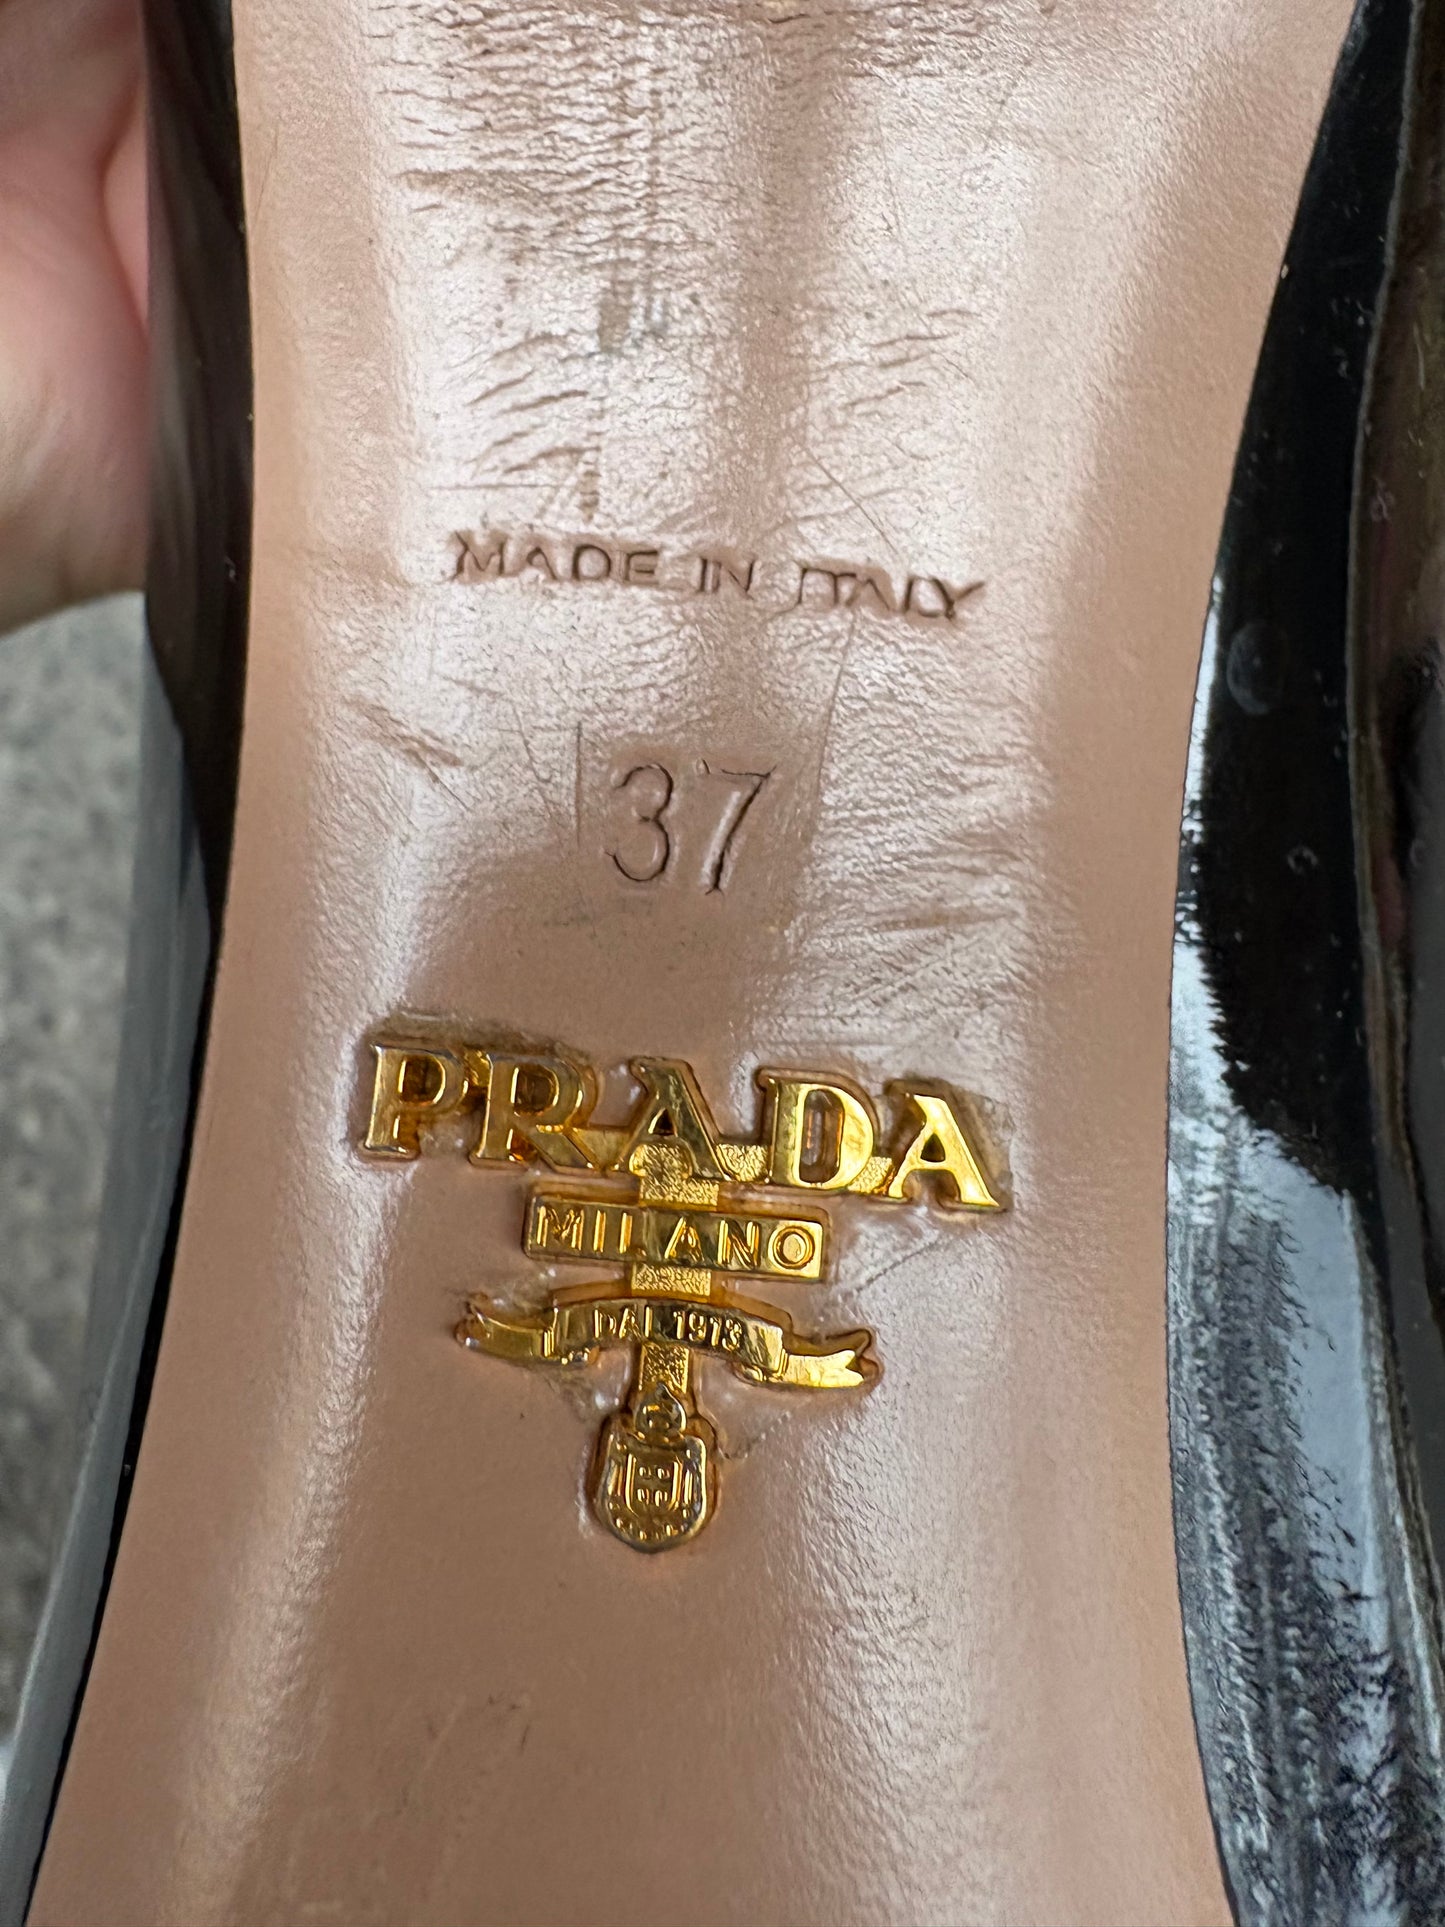 MADE IN ITALY
37
PRADA
MILANO
DAL 1913